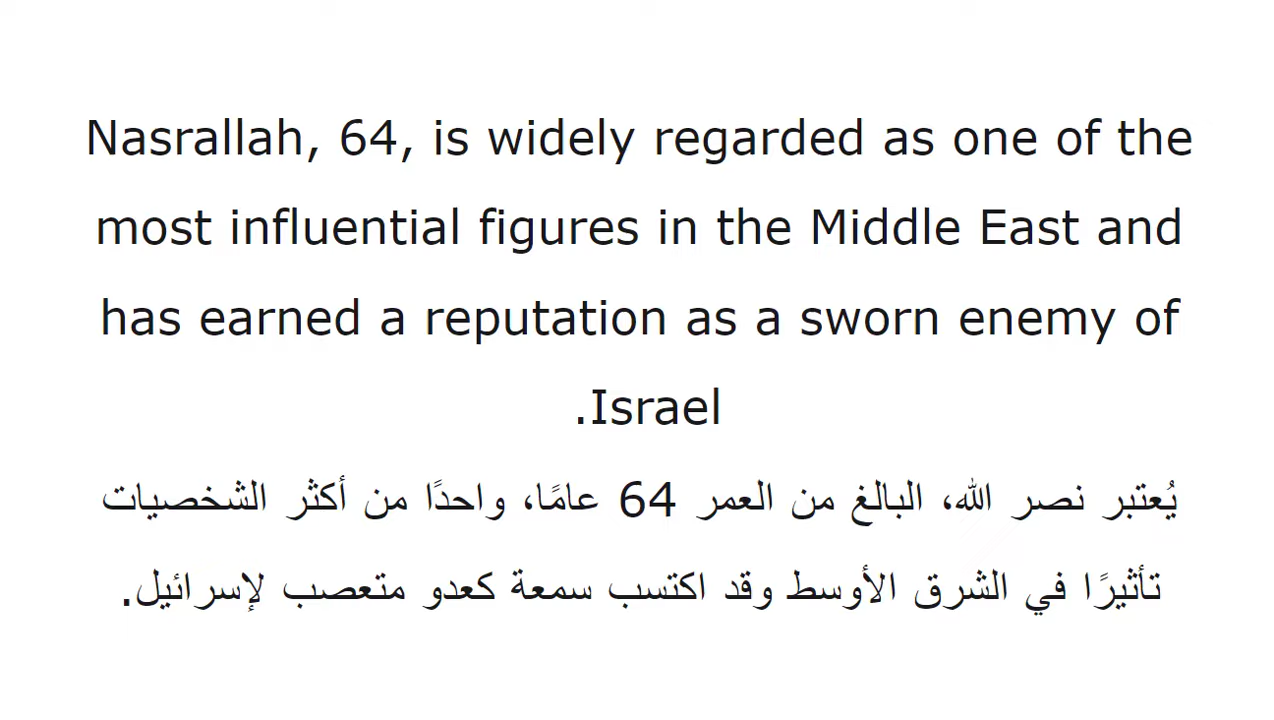 Nasrallah, 64, is widely regarded as one of the
most influential figures in the Middle East and
has earned a reputation as a sworn enemy of
.Israel
يُعتبر نصر الله، البالغ من العمر 64 عامًا، واحدًا من أكثر الشخصيات
تأثيرًا في الشرق الأوسط وقد اكتسب سمعة كعدو متعصب لإسرائيل.